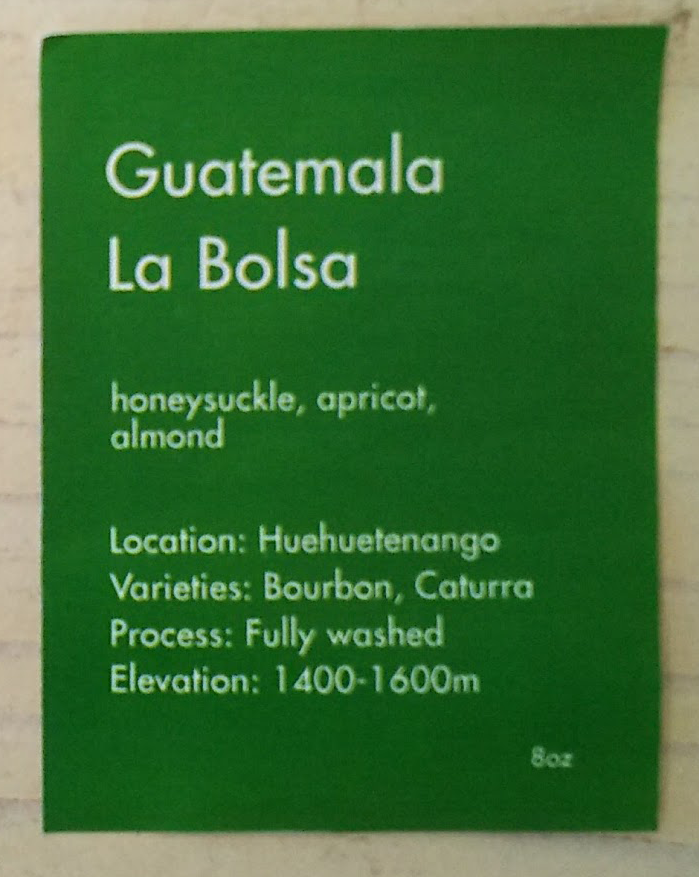 Guatemala
La Bolsa
honeysuckle, apricot,
almond
Location: Huehuetenango
Varieties: Bourbon, Caturra
Process: Fully washed
Elevation: 1400-1600m
8oz